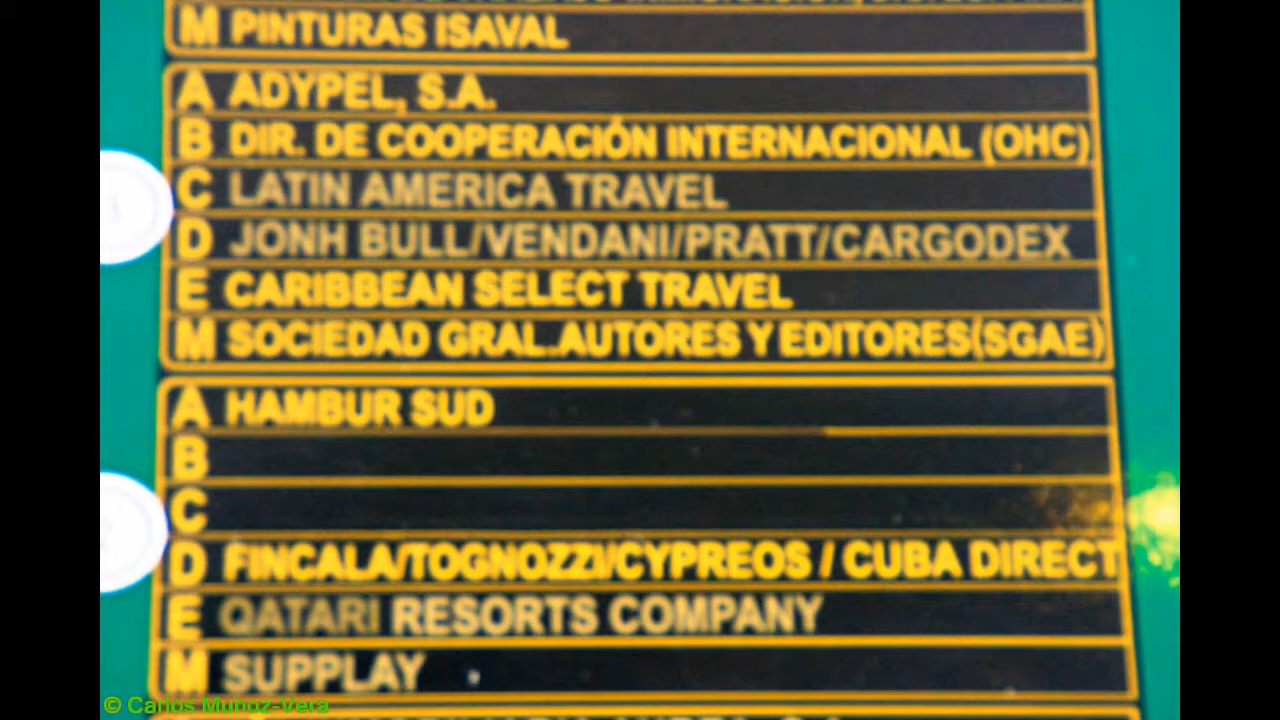 M PINTURAS ISAVAL
A ADYPEL, S.A.
B DIR. DE COOPERACIÓN INTERNACIONAL (OHC)
C LATIN AMERICA TRAVEL
D JONH BULL/VENDANI/PRATT/CARGODEX
E CARIBBEAN SELECT TRAVEL
M SOCIEDAD GRAL.AUTORES Y EDITORES(SGAE)
A HAMBUR SUD
B
C
D FINCALA/TOGNOZZI/CYPREOS / CUBA DIRECT
E QATARI RESORTS COMPANY
M SUPPLAY
© Carlos Muñoz-Vera